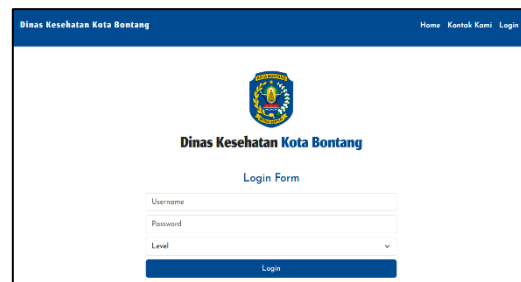 Dinas Kesehatan Kota Bontang
Home Kontak Kami Login
Dinas Kesehatan Kota Bontang
Login Form
Username
Password
Level
Login